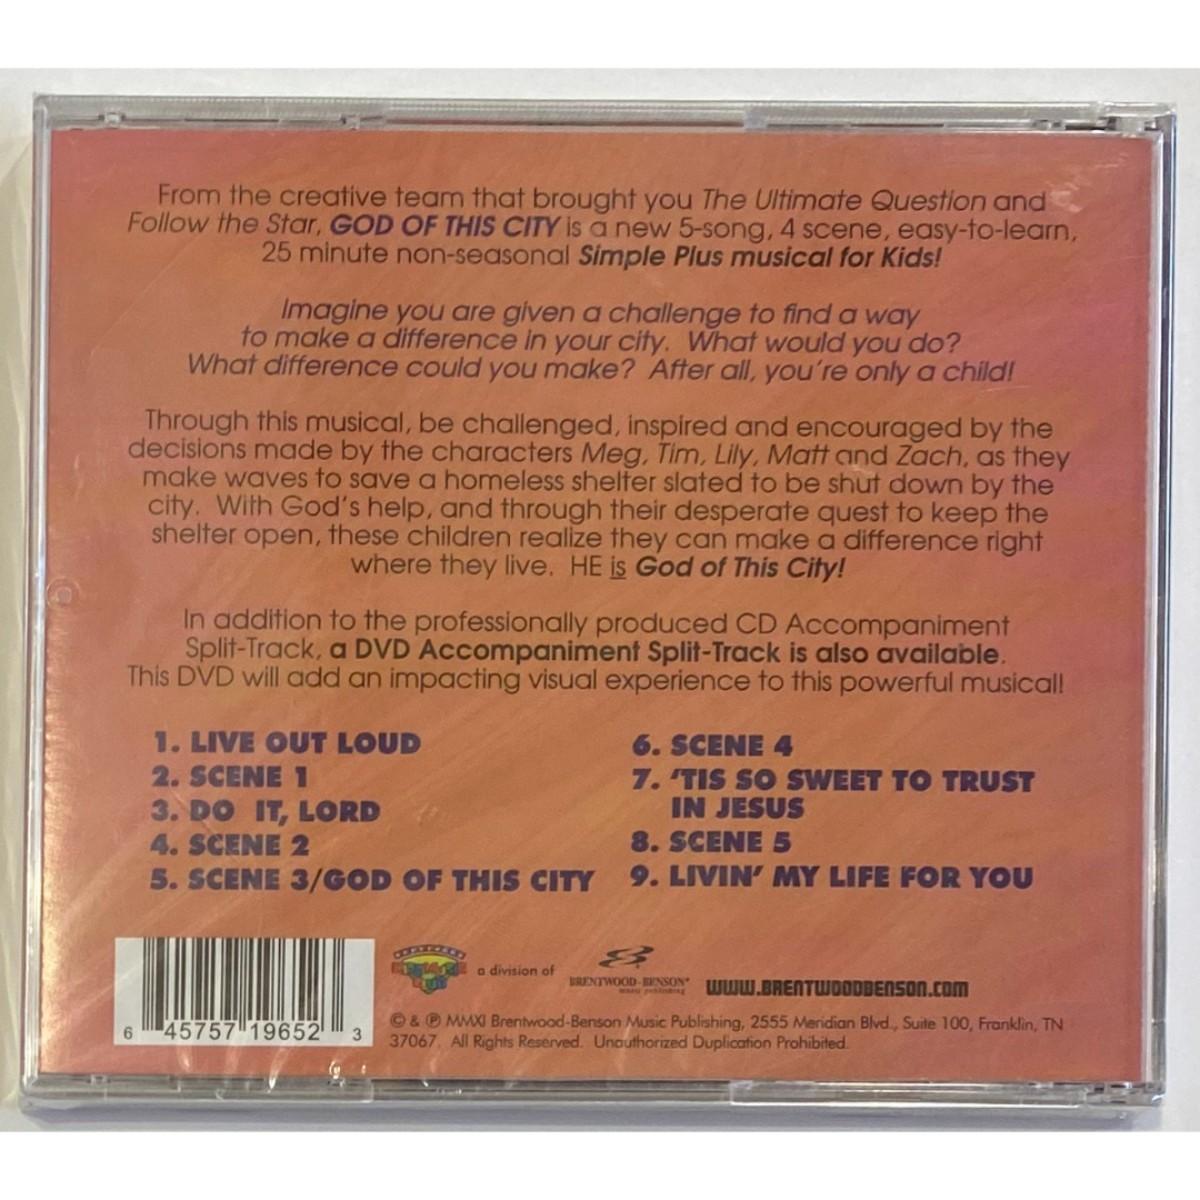 From the creative team that brought you The Ultimate Question and
Follow the Star, GOD OF THIS CITY is a new 5-song, 4 scene, easy-to-learn,
25 minute non-seasonal Simple Plus musical for Kids!
Imagine you are given a challenge to find a way
to make a difference in your city. What would you do?
What difference could you make? After all, you're only a child!
Through this musical, be challenged, inspired and encouraged by the
decisions made by the characters Meg, Tim, Lily, Matt and Zach, as they
make waves to save a homeless shelter slated to be shut down by the
city. With God's help, and through their desperate quest to keep the
shelter open, these children realize they can make a difference right
where they live. HE is God of This City!
In addition to the professionally produced CD Accompaniment
Split-Track, a DVD Accompaniment Split-Track is also available.
This DVD will add an impacting visual experience to this powerful musical!
1. LIVE OUT LOUD
2. SCENE 1
3. DO IT, LORD
4. SCENE 2
5. SCENE 3/GOD OF THIS CITY
6. SCENE 4
7. 'TIS SO SWEET TO TRUST
IN JESUS
8. SCENE 5
9. LIVIN' MY LIFE FOR YOU
6 45757 19652 3
a division of
BRENTWOOD-BENSON®
music publishing
WWW.BRENTWOODBENSON.COM
© & ℗ MMXI Brentwood-Benson Music Publishing, 2555 Meridian Blvd., Suite 100, Franklin, TN
37067. All Rights Reserved. Unauthorized Duplication Prohibited.